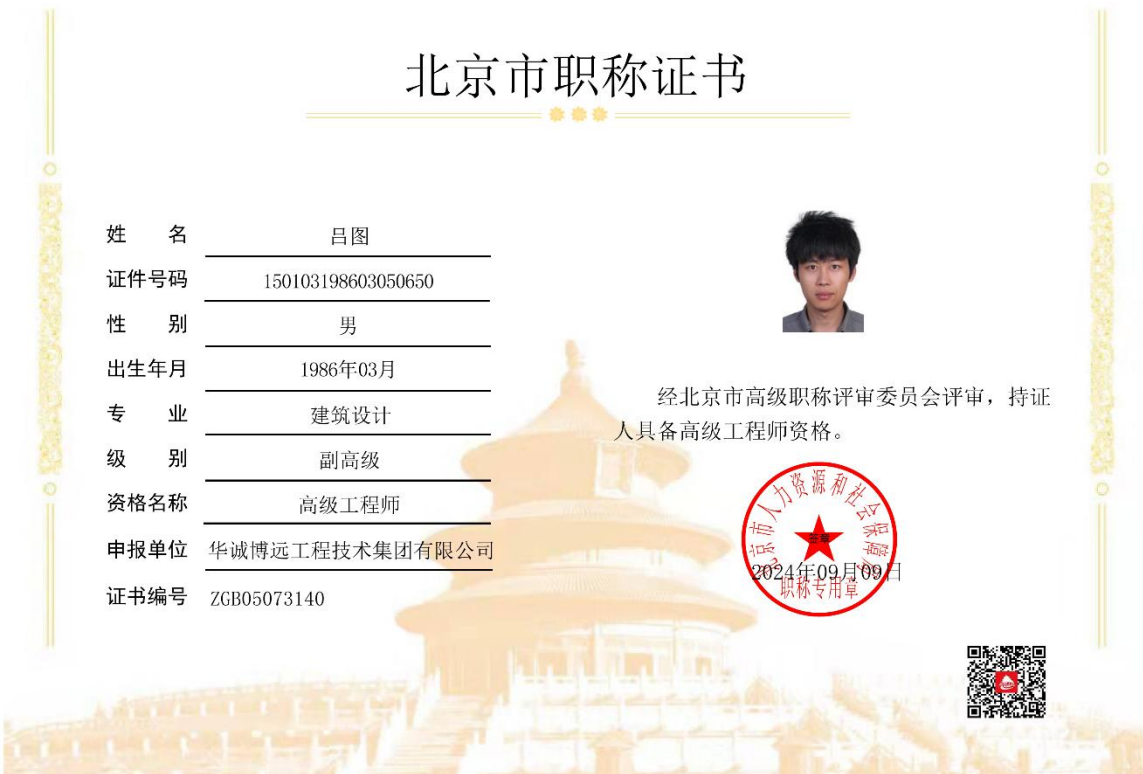 北京市职称证书
姓 名 吕图
证件号码 150103198603050650
性 别 男
出生年月 1986年03月
专 业 建筑设计
级 别 副高级
资格名称 高级工程师
申报单位 华诚博远工程技术集团有限公司
证书编号 ZGB05073140
经北京市高级职称评审委员会评审，持证
人具备高级工程师资格。
北京市人力资源和社会保障局
2024年09月09日
职称专用章